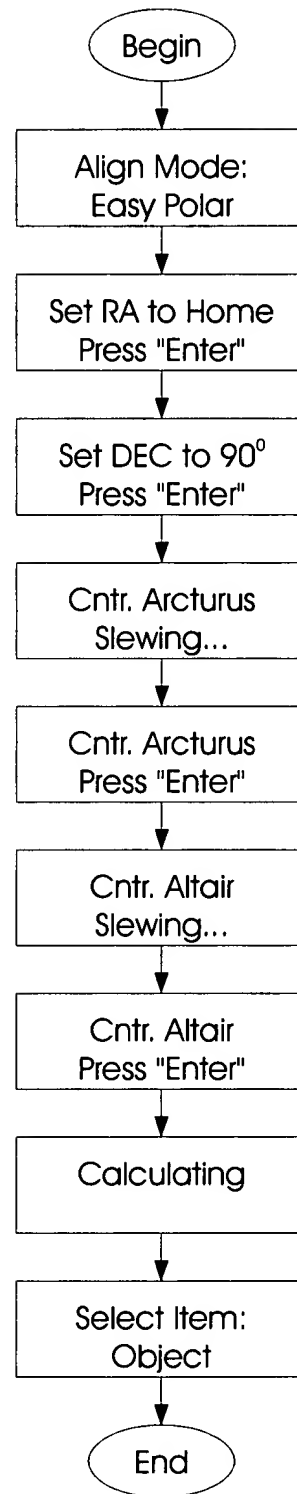 Begin
Align Mode:
Easy Polar
Set RA to Home
Press "Enter"
Set DEC to 90⁰
Press "Enter"
Cntr. Arcturus
Slewing...
Cntr. Arcturus
Press "Enter"
Cntr. Altair
Slewing...
Cntr. Altair
Press "Enter"
Calculating
Select Item:
Object
End